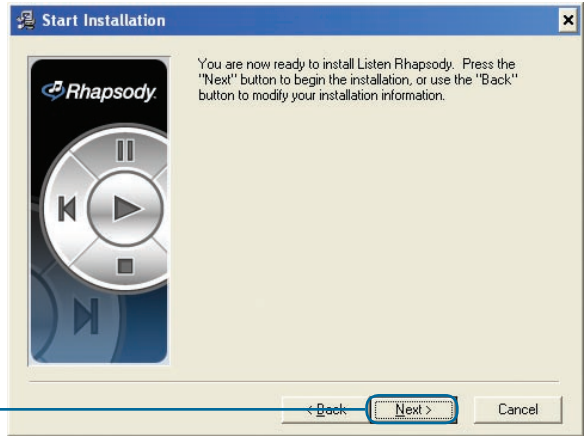 Start Installation
Rhapsody.
You are now ready to install Listen Rhapsody. Press the
"Next" button to begin the installation, or use the "Back"
button to modify your installation information.
< Back Next > Cancel